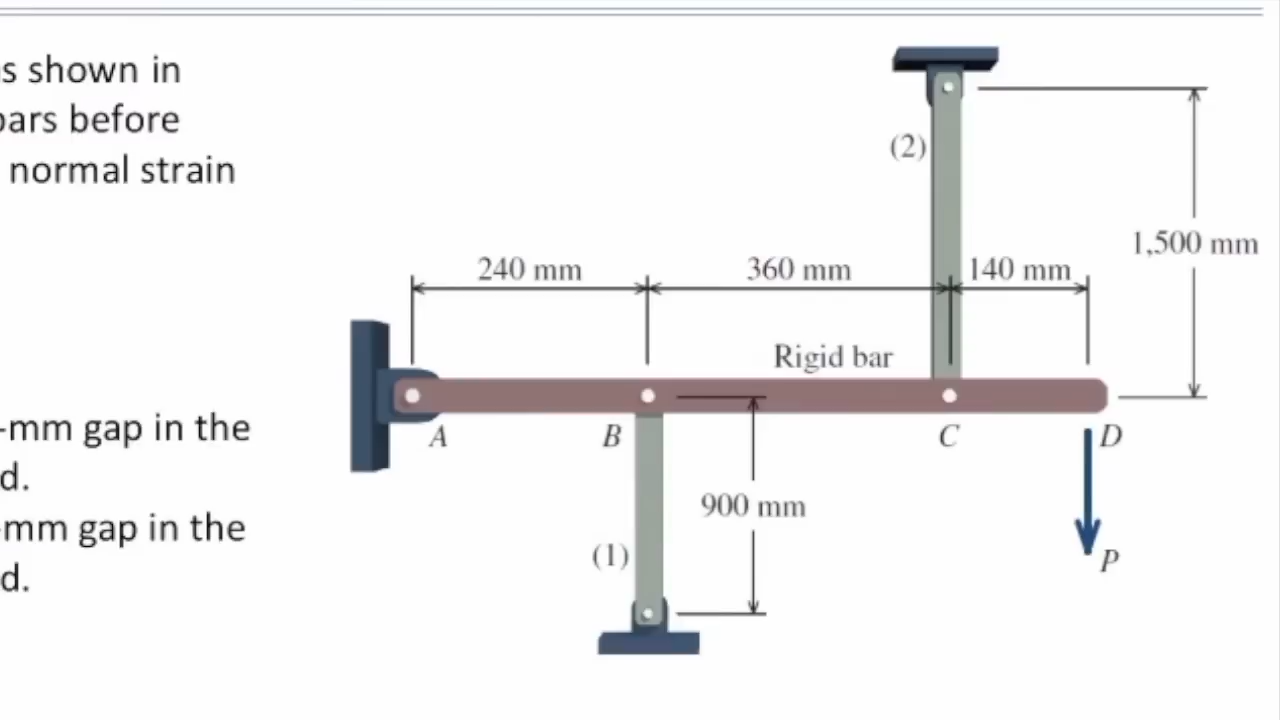 s shown in
bars before
normal strain
-mm gap in the
d.
-mm gap in the
d.
(2)
1,500 mm
240 mm
360 mm
140 mm
Rigid bar
A
B
C
D
900 mm
(1)
P